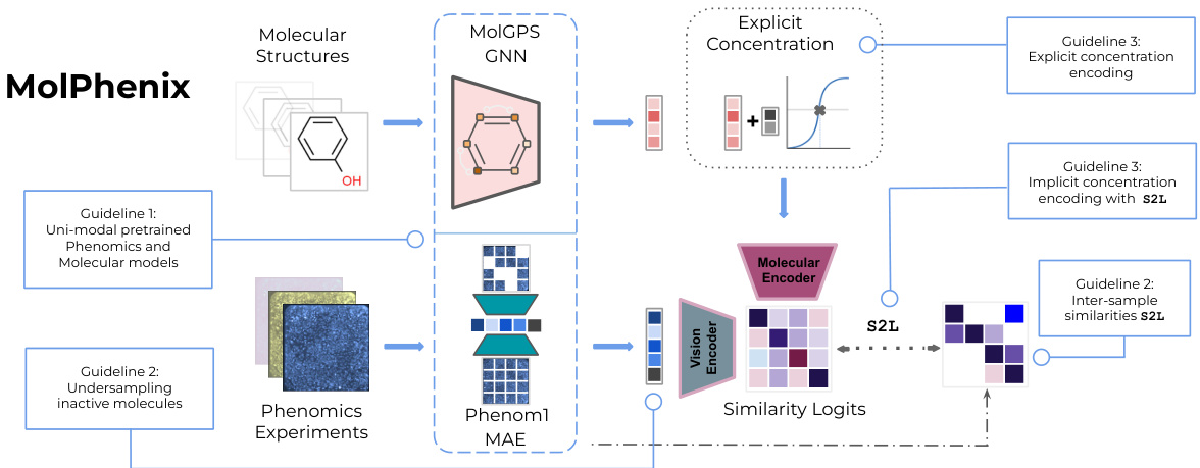 MolPhenix
Molecular
Structures
OH
MolGPS
GNN
Explicit
Concentration
+
Guideline 3:
Explicit concentration
encoding
Guideline 3:
Implicit concentration
encoding with S2L
Guideline 1:
Uni-modal pretrained
Phenomics and
Molecular models
Guideline 2:
Undersampling
inactive molecules
Phenomics
Experiments
Phenom1
MAE
Molecular
Encoder
Vision
Encoder
Similarity Logits
S2L
Guideline 2:
Inter-sample
similarities S2L